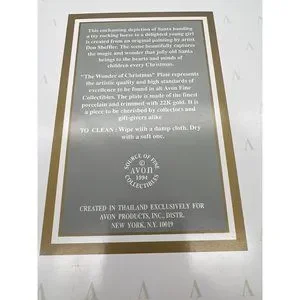 This enchanting depiction of Santa handing
a toy rocking horse to a delighted young girl
is created from an original painting by artist
Don Sheffer. The scene beautifully captures
the magic and wonder that jolly old Santa
brings to the hearts and minds of
children every Christmas.
"The Wonder of Christmas" Plate represents
the artistic quality and high standards of
excellence to be found in all Avon Fine
Collectibles. The plate is made of the finest
porcelain and trimmed with 22K gold. It is
a piece to be cherished by collectors and
gift-givers alike
TO CLEAN: Wipe with a damp cloth. Dry
with a soft one.
SOURCE OF FINE
©
AVON
1994
COLLECTIBLES
CREATED IN THAILAND EXCLUSIVELY FOR
AVON PRODUCTS, INC., DISTR.
NEW YORK, N.Y. 10019